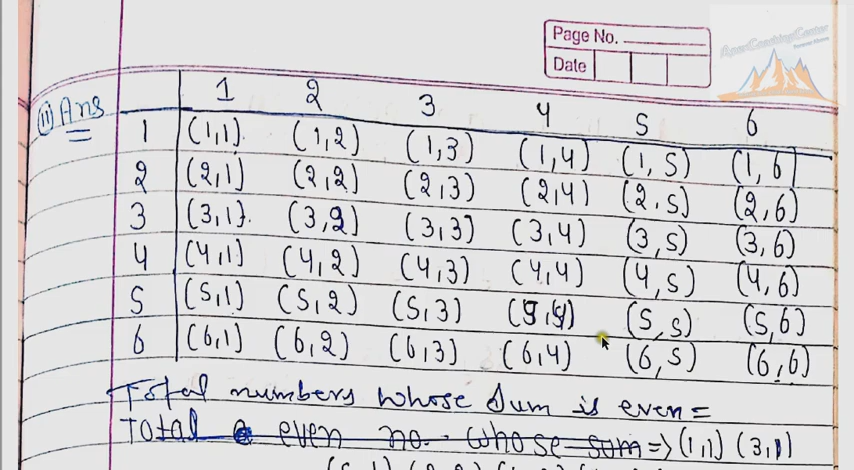 Page No.
Date
ApexCoachingCenter
(ii) Ans
1 2 3 4 5 6
1 (1,1) (1,2) (1,3) (1,4) (1,5) (1,6)
2 (2,1) (2,2) (2,3) (2,4) (2,5) (2,6)
3 (3,1) (3,2) (3,3) (3,4) (3,5) (3,6)
4 (4,1) (4,2) (4,3) (4,4) (4,5) (4,6)
5 (5,1) (5,2) (5,3) (5,4) (5,5) (5,6)
6 (6,1) (6,2) (6,3) (6,4) (6,5) (6,6)
Total numbers whose sum is even =
Total even no. whose sum => (1,1) (3,1)